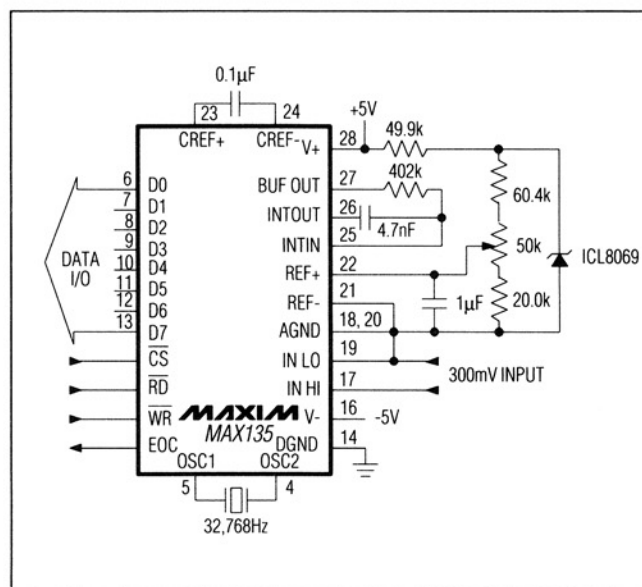 0.1µF
23 24
CREF+ CREF-
+5V
V+ 28 49.9k
6 D0 BUF OUT 27 402k 60.4k
7 D1
8 D2 INTOUT 26 4.7nF
9 D3 INTIN 25 50k ICL8069
DATA I/O
10 D4 REF+ 22
11 D5 REF- 21 1µF 20.0k
12 D6
13 D7 AGND 18, 20
CS IN LO 19
300mV INPUT
RD IN HI 17
WR MAXIM V- 16 -5V
MAX135
EOC DGND 14
OSC1 OSC2
5 4
32,768Hz